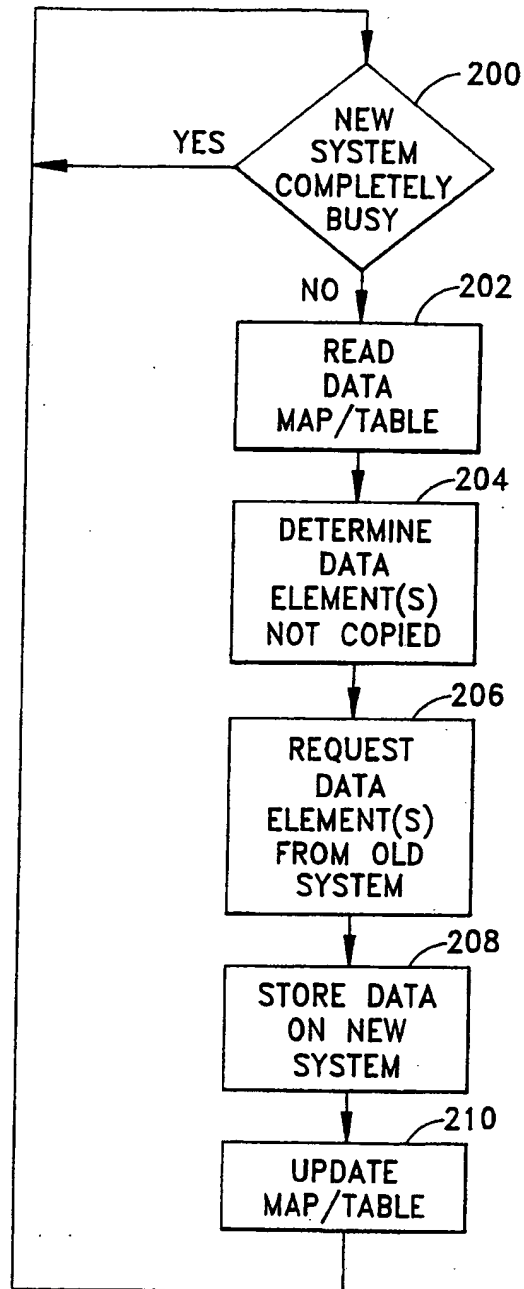 200
NEW
SYSTEM
COMPLETELY
BUSY
YES
NO
202
READ
DATA
MAP/TABLE
204
DETERMINE
DATA
ELEMENT(S)
NOT COPIED
206
REQUEST
DATA
ELEMENT(S)
FROM OLD
SYSTEM
208
STORE DATA
ON NEW
SYSTEM
210
UPDATE
MAP/TABLE